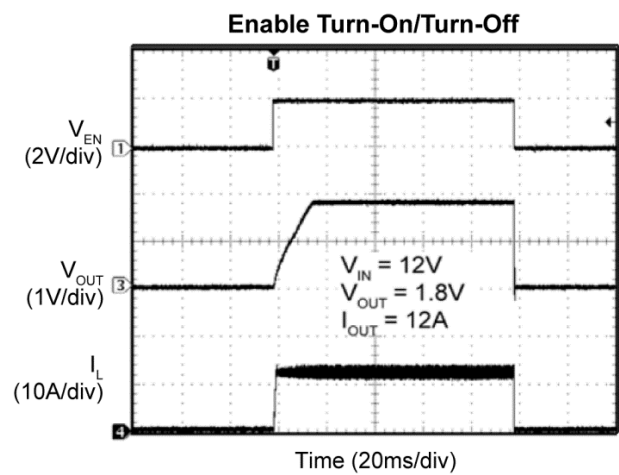 Enable Turn-On/Turn-Off
T
V_EN
(2V/div)
1
V_OUT
(1V/div)
3
V_IN = 12V
V_OUT = 1.8V
I_OUT = 12A
I_L
(10A/div)
4
Time (20ms/div)